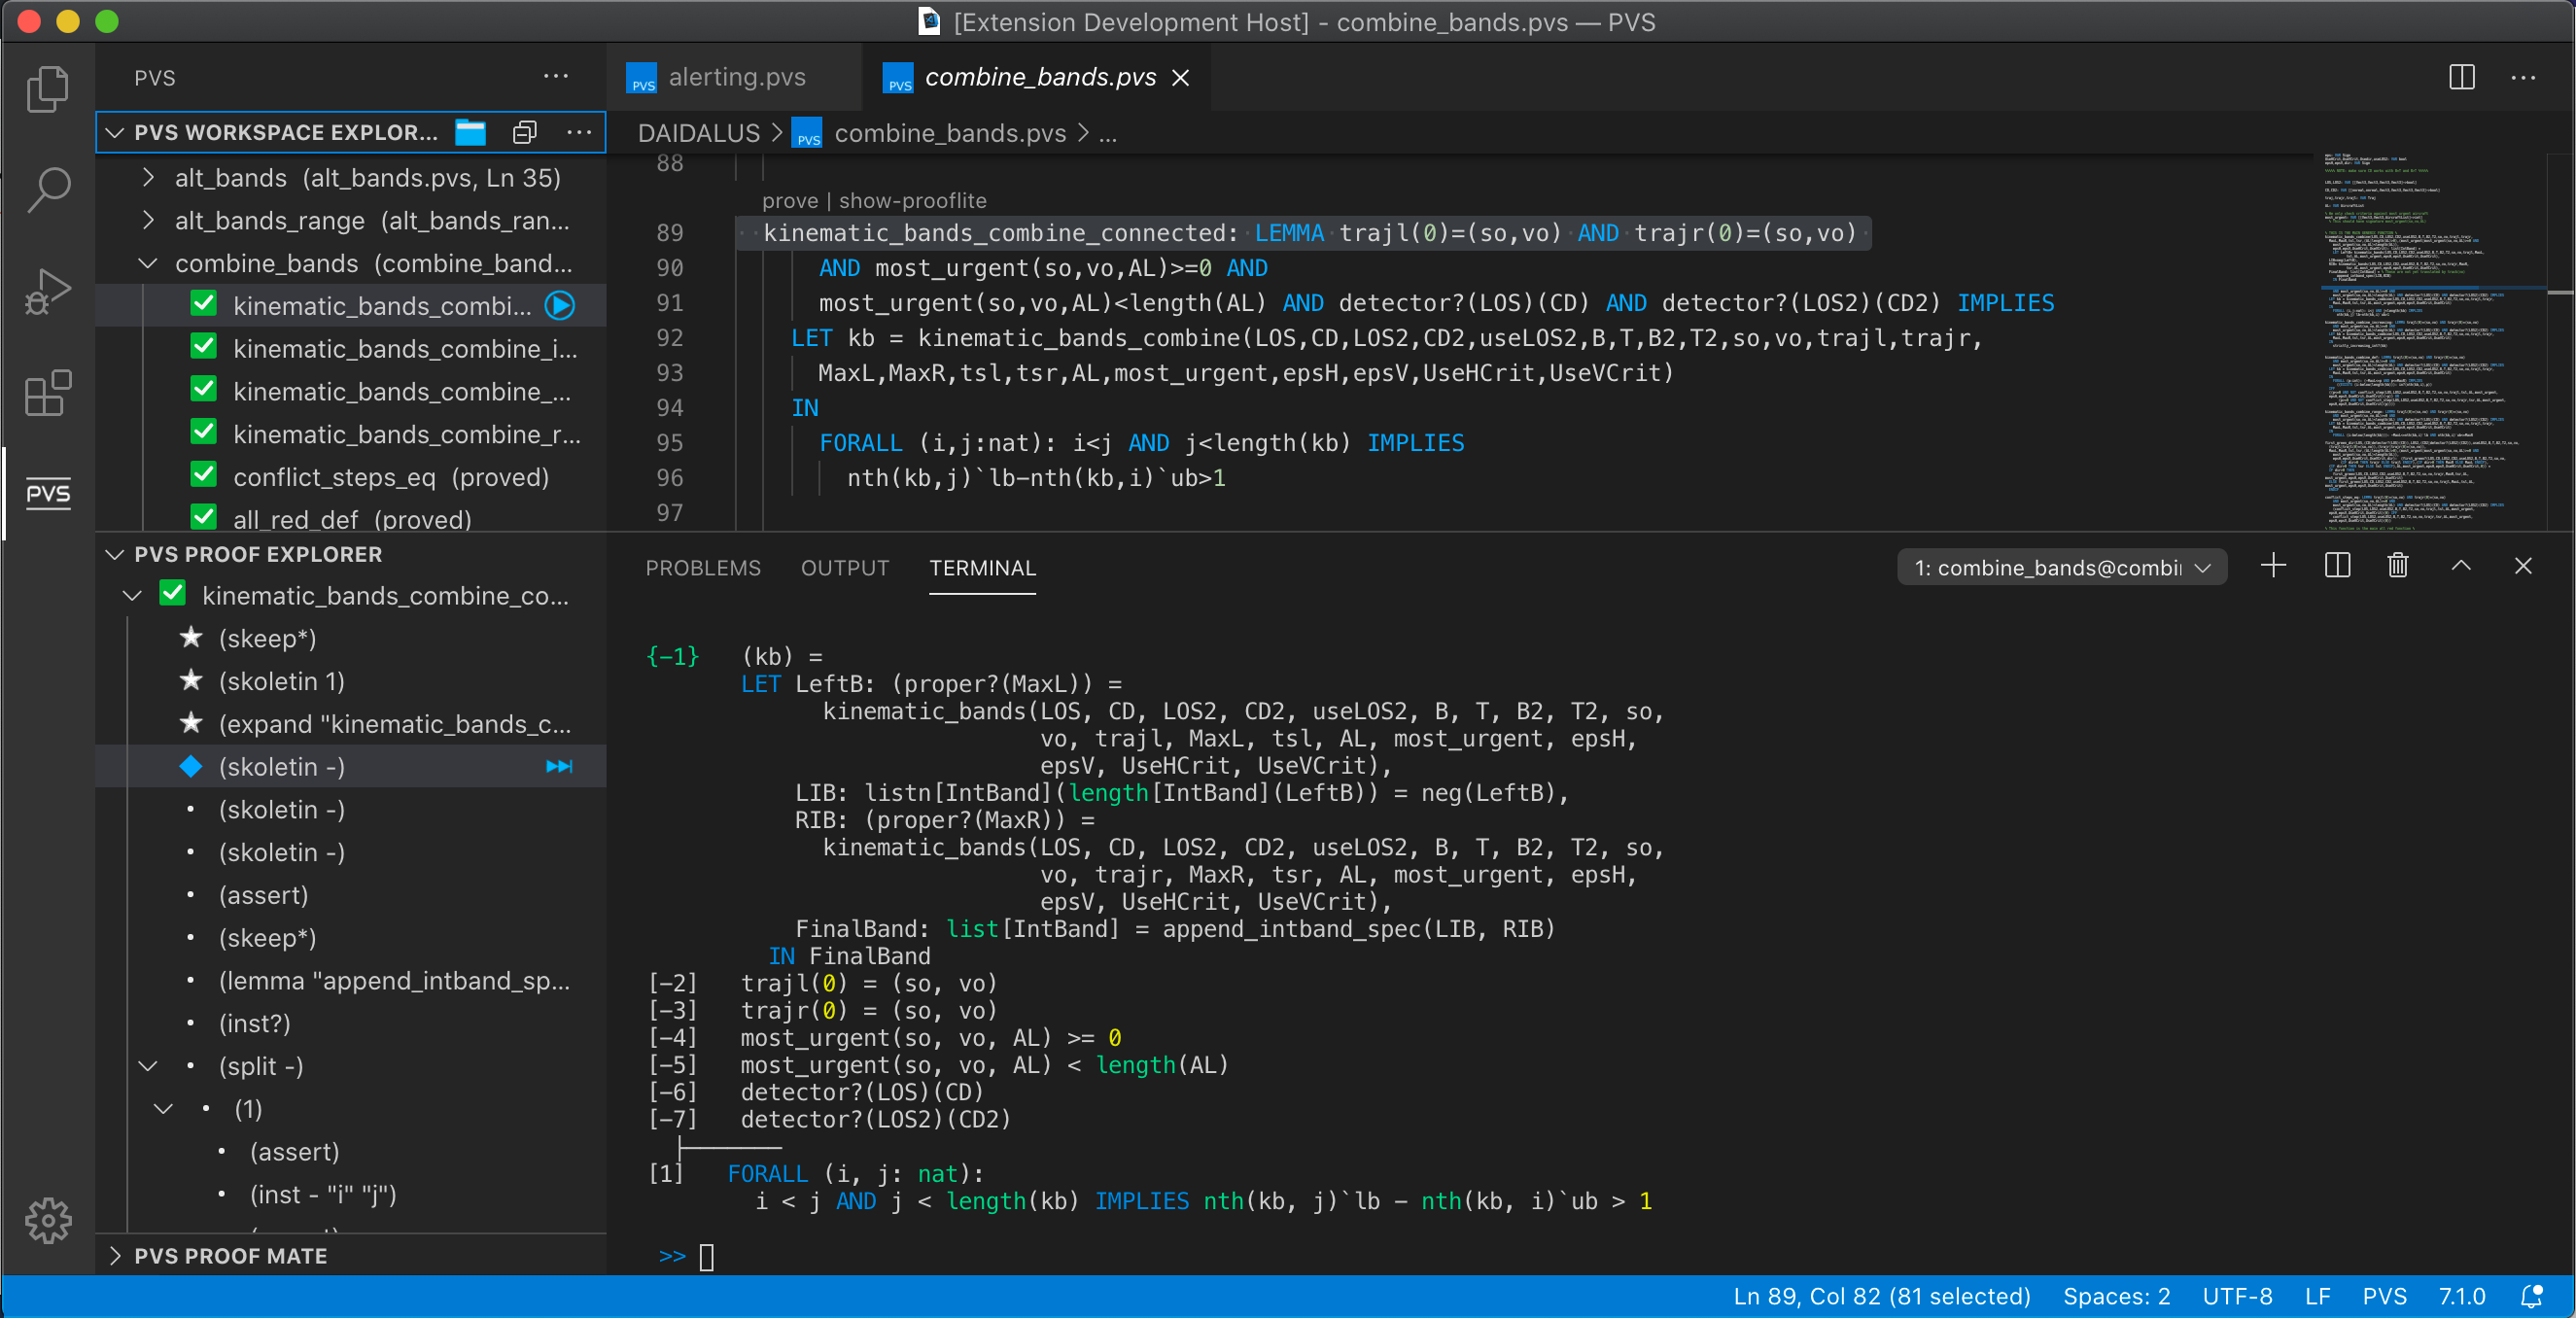 [Extension Development Host] - combine_bands.pvs — PVS
PVS
PVS alerting.pvs
PVS combine_bands.pvs
PVS WORKSPACE EXPLOR...
DAIDALUS > PVS combine_bands.pvs > ...
alt_bands (alt_bands.pvs, Ln 35)
alt_bands_range (alt_bands_ran...
combine_bands (combine_band...
kinematic_bands_combi...
kinematic_bands_combine_i...
kinematic_bands_combine_...
kinematic_bands_combine_r...
conflict_steps_eq (proved)
all_red_def (proved)
PVS
88
prove | show-prooflite
89 kinematic_bands_combine_connected: LEMMA trajl(0)=(so,vo) AND trajr(0)=(so,vo)
90 AND most_urgent(so,vo,AL)>=0 AND
91 most_urgent(so,vo,AL)<length(AL) AND detector?(LOS)(CD) AND detector?(LOS2)(CD2) IMPLIES
92 LET kb = kinematic_bands_combine(LOS,CD,LOS2,CD2,useLOS2,B,T,B2,T2,so,vo,trajl,trajr,
93 MaxL,MaxR,tsl,tsr,AL,most_urgent,epsH,epsV,UseHCrit,UseVCrit)
94 IN
95 FORALL (i,j:nat): i<j AND j<length(kb) IMPLIES
96 nth(kb,j)`lb-nth(kb,i)`ub>1
97
PVS PROOF EXPLORER
kinematic_bands_combine_co...
(skeep*)
(skoletin 1)
(expand "kinematic_bands_c...
(skoletin -)
(skoletin -)
(skoletin -)
(assert)
(skeep*)
(lemma "append_intband_sp...
(inst?)
(split -)
(1)
(assert)
(inst - "i" "j")
PVS PROOF MATE
PROBLEMS OUTPUT TERMINAL
1: combine_bands@combi
{-1} (kb) =
LET LeftB: (proper?(MaxL)) =
kinematic_bands(LOS, CD, LOS2, CD2, useLOS2, B, T, B2, T2, so,
vo, trajl, MaxL, tsl, AL, most_urgent, epsH,
epsV, UseHCrit, UseVCrit),
LIB: listn[IntBand](length[IntBand](LeftB)) = neg(LeftB),
RIB: (proper?(MaxR)) =
kinematic_bands(LOS, CD, LOS2, CD2, useLOS2, B, T, B2, T2, so,
vo, trajr, MaxR, tsr, AL, most_urgent, epsH,
epsV, UseHCrit, UseVCrit),
FinalBand: list[IntBand] = append_intband_spec(LIB, RIB)
IN FinalBand
[-2] trajl(0) = (so, vo)
[-3] trajr(0) = (so, vo)
[-4] most_urgent(so, vo, AL) >= 0
[-5] most_urgent(so, vo, AL) < length(AL)
[-6] detector?(LOS)(CD)
[-7] detector?(LOS2)(CD2)
[1] FORALL (i, j: nat):
i < j AND j < length(kb) IMPLIES nth(kb, j)`lb - nth(kb, i)`ub > 1
>>
Ln 89, Col 82 (81 selected) Spaces: 2 UTF-8 LF PVS 7.1.0